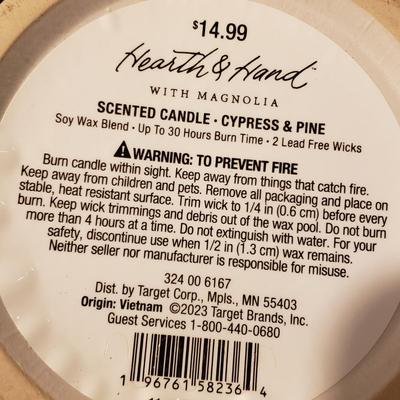 $14.99
Hearth & Hand™
WITH MAGNOLIA
SCENTED CANDLE • CYPRESS & PINE
Soy Wax Blend • Up To 30 Hours Burn Time • 2 Lead Free Wicks
WARNING: TO PREVENT FIRE
Burn candle within sight. Keep away from things that catch fire.
Keep away from children and pets. Remove all packaging and place on
stable, heat resistant surface. Trim wick to 1/4 in (0.6 cm) before every
burn. Keep wick trimmings and debris out of the wax pool. Do not burn
more than 4 hours at a time. Do not extinguish with water. For your
safety, discontinue use when 1/2 in (1.3 cm) wax remains.
Neither seller nor manufacturer is responsible for misuse.
324 00 6167
Dist. by Target Corp., Mpls., MN 55403
Origin: Vietnam ©2023 Target Brands, Inc.
Guest Services 1-800-440-0680
1 96761 58236 4